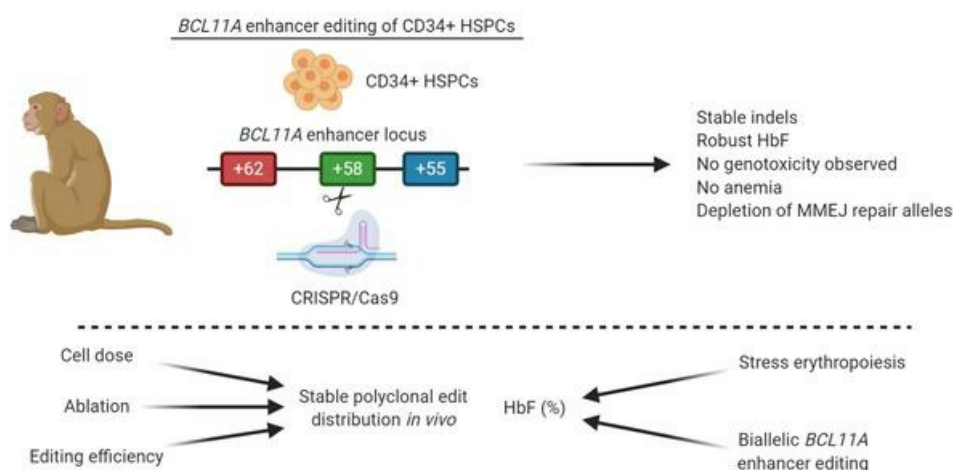 BCL11A enhancer editing of CD34+ HSPCs
CD34+ HSPCs
BCL11A enhancer locus
+62
+58
+55
CRISPR/Cas9
Stable indels
Robust HbF
No genotoxicity observed
No anemia
Depletion of MMEJ repair alleles
Cell dose
Ablation
Editing efficiency
Stable polyclonal edit
distribution in vivo
HbF (%)
Stress erythropoiesis
Biallelic BCL11A
enhancer editing